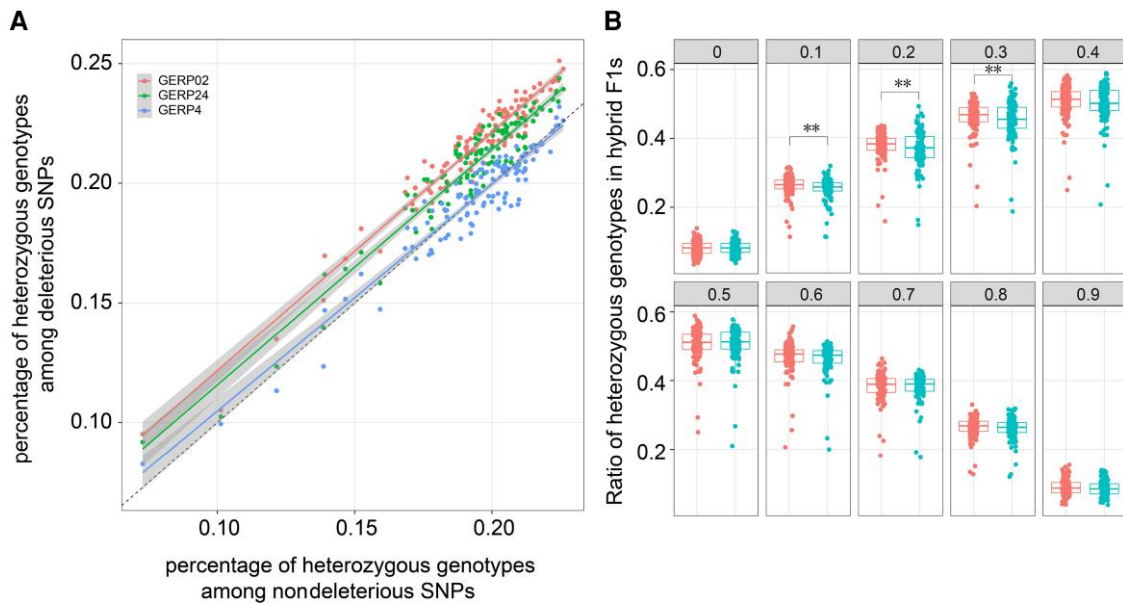 A
percentage of heterozygous genotypes
among deleterious SNPs
0.25
0.20
0.15
0.10
GERP02
GERP24
GERP4
0.10
0.15
0.20
percentage of heterozygous genotypes
among nondeleterious SNPs
B
Ratio of heterozygous genotypes in hybrid F1s
0
0.1
0.2
0.3
0.4
0.6
0.4
0.2
**
**
**
0.5
0.6
0.7
0.8
0.9
0.6
0.4
0.2